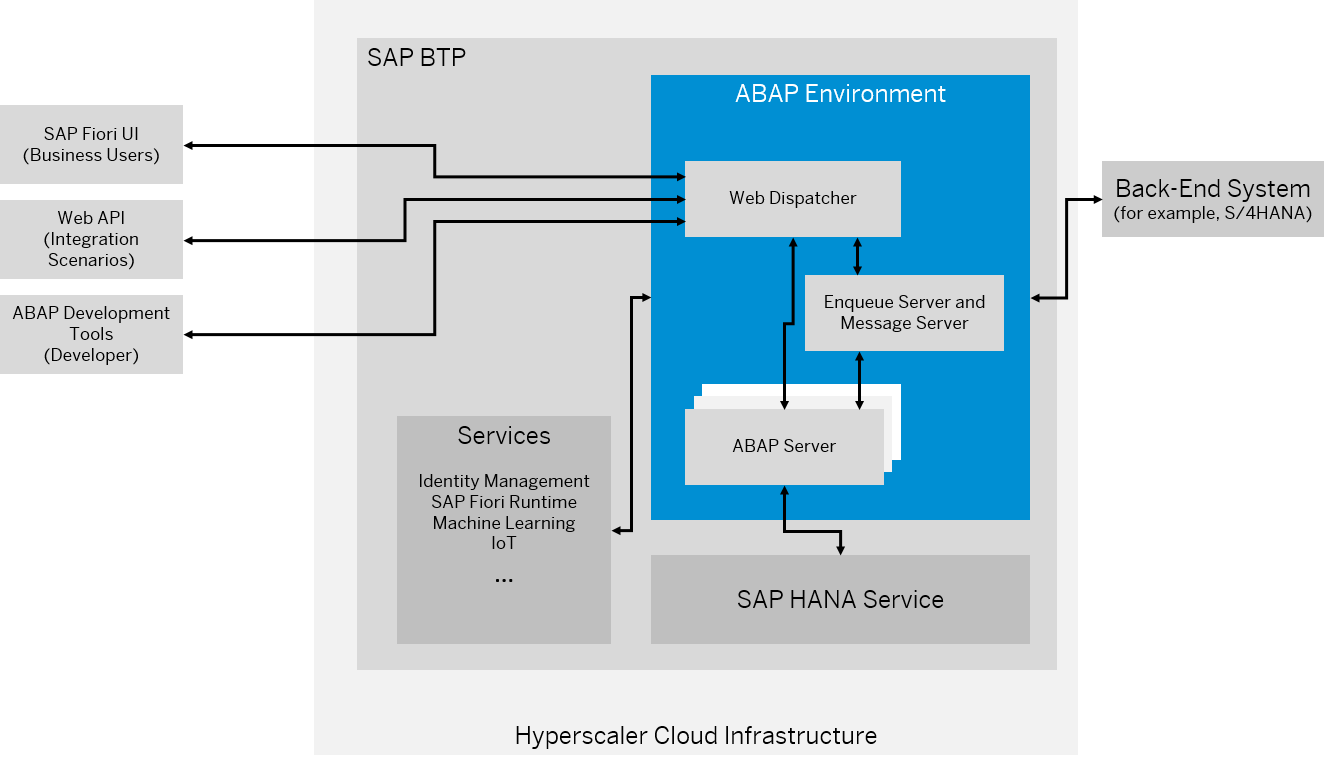 SAP BTP
ABAP Environment
SAP Fiori UI
(Business Users)
Web API
(Integration
Scenarios)
ABAP Development
Tools
(Developer)
Web Dispatcher
Back-End System
(for example, S/4HANA)
Enqueue Server and
Message Server
ABAP Server
Services
Identity Management
SAP Fiori Runtime
Machine Learning
IoT
...
SAP HANA Service
Hyperscaler Cloud Infrastructure